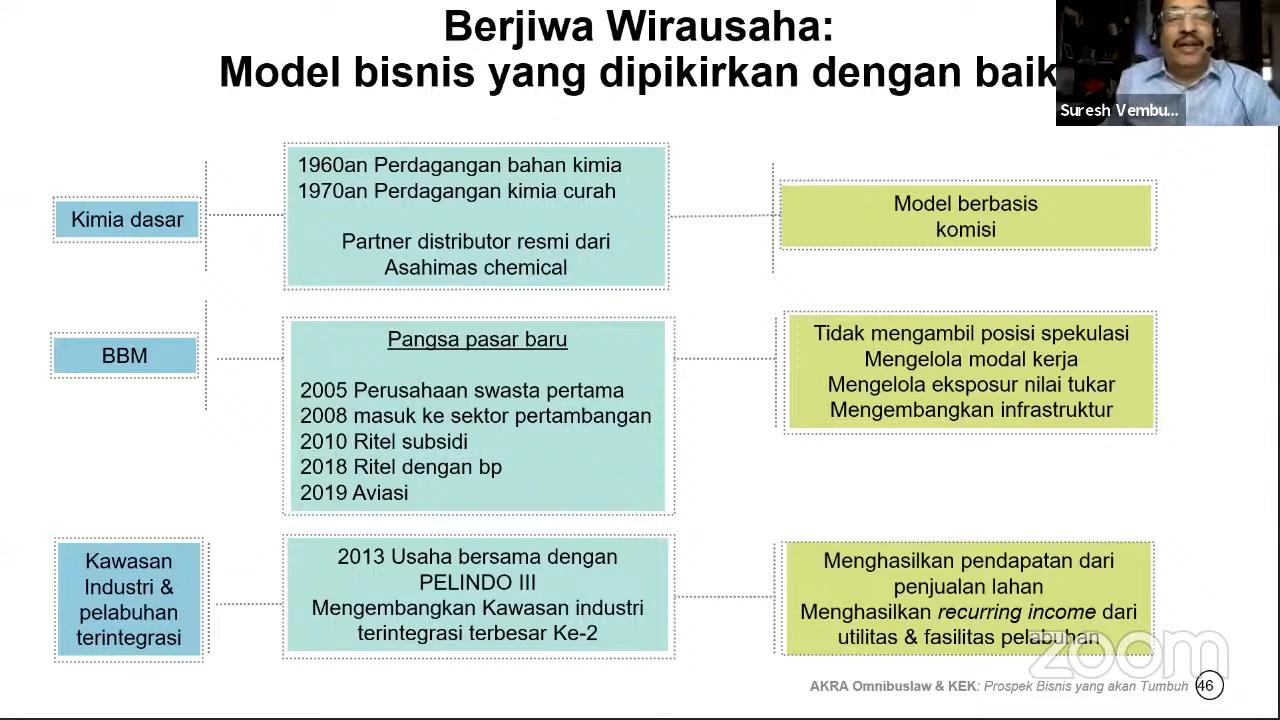 Berjiwa Wirausaha:
Model bisnis yang dipikirkan dengan baik
Suresh Vembu...
Kimia dasar
1960an Perdagangan bahan kimia
1970an Perdagangan kimia curah
Partner distributor resmi dari
Asahimas chemical
Model berbasis
komisi
BBM
Pangsa pasar baru
2005 Perusahaan swasta pertama
2008 masuk ke sektor pertambangan
2010 Ritel subsidi
2018 Ritel dengan bp
2019 Aviasi
Tidak mengambil posisi spekulasi
Mengelola modal kerja
Mengelola eksposur nilai tukar
Mengembangkan infrastruktur
Kawasan
Industri &
pelabuhan
terintegrasi
2013 Usaha bersama dengan
PELINDO III
Mengembangkan Kawasan industri
terintegrasi terbesar Ke-2
Menghasilkan pendapatan dari
penjualan lahan
Menghasilkan recurring income dari
utilitas & fasilitas pelabuhan
zoom
AKRA Omnibuslaw & KEK: Prospek Bisnis yang akan Tumbuh 46